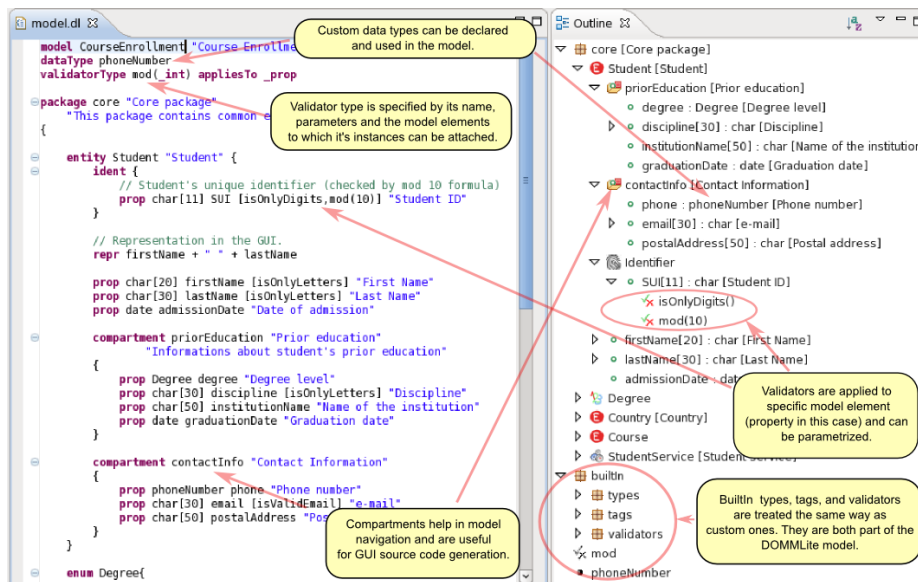 model.dl
model CourseEnrollment "Course Enrollme
dataType phoneNumber
validatorType mod(_int) appliesTo _prop
package core "Core package"
"This package contains common e
{
entity Student "Student" {
ident {
// Student's unique identifier (checked by mod 10 formula)
prop char[11] SUI [isOnlyDigits,mod(10)] "Student ID"
}
// Representation in the GUI.
repr firstName + " " + lastName
prop char[20] firstName [isOnlyLetters] "First Name"
prop char[30] lastName [isOnlyLetters] "Last Name"
prop date admissionDate "Date of admission"
compartment priorEducation "Prior education"
"Informations about student's prior education"
{
prop Degree degree "Degree level"
prop char[30] discipline [isOnlyLetters] "Discipline"
prop char[50] institutionName "Name of the institution"
prop date graduationDate "Graduation date"
}
compartment contactInfo "Contact Information"
{
prop phoneNumber phone "Phone number"
prop char[30] email [isValidEmail] "e-mail"
prop char[50] postalAddress "Pos
}
}
enum Degree{
Custom data types can be declared
and used in the model.
Validator type is specified by its name,
parameters and the model elements
to which it's instances can be attached.
Compartments help in model
navigation and are useful
for GUI source code generation.
Outline
core [Core package]
Student [Student]
priorEducation [Prior education]
degree : Degree [Degree level]
discipline[30] : char [Discipline]
institutionName[50] : char [Name of the institution
graduationDate : date [Graduation date]
contactInfo [Contact Information]
phone : phoneNumber [Phone number]
email[30] : char [e-mail]
postalAddress[50] : char [Postal address]
Identifier
SUI[11] : char [Student ID]
isOnlyDigits()
mod(10)
firstName[20] : char [First Name]
lastName[30] : char [Last Name]
admissionDate : dat
Degree
Country [Country]
Course
StudentService [Student Service]
builtin
types
tags
validators
mod
phoneNumber
Validators are applied to
specific model element
(property in this case) and can
be parametrized.
BuiltIn types, tags, and validators
are treated the same way as
custom ones. They are both part of the
DOMMLite model.